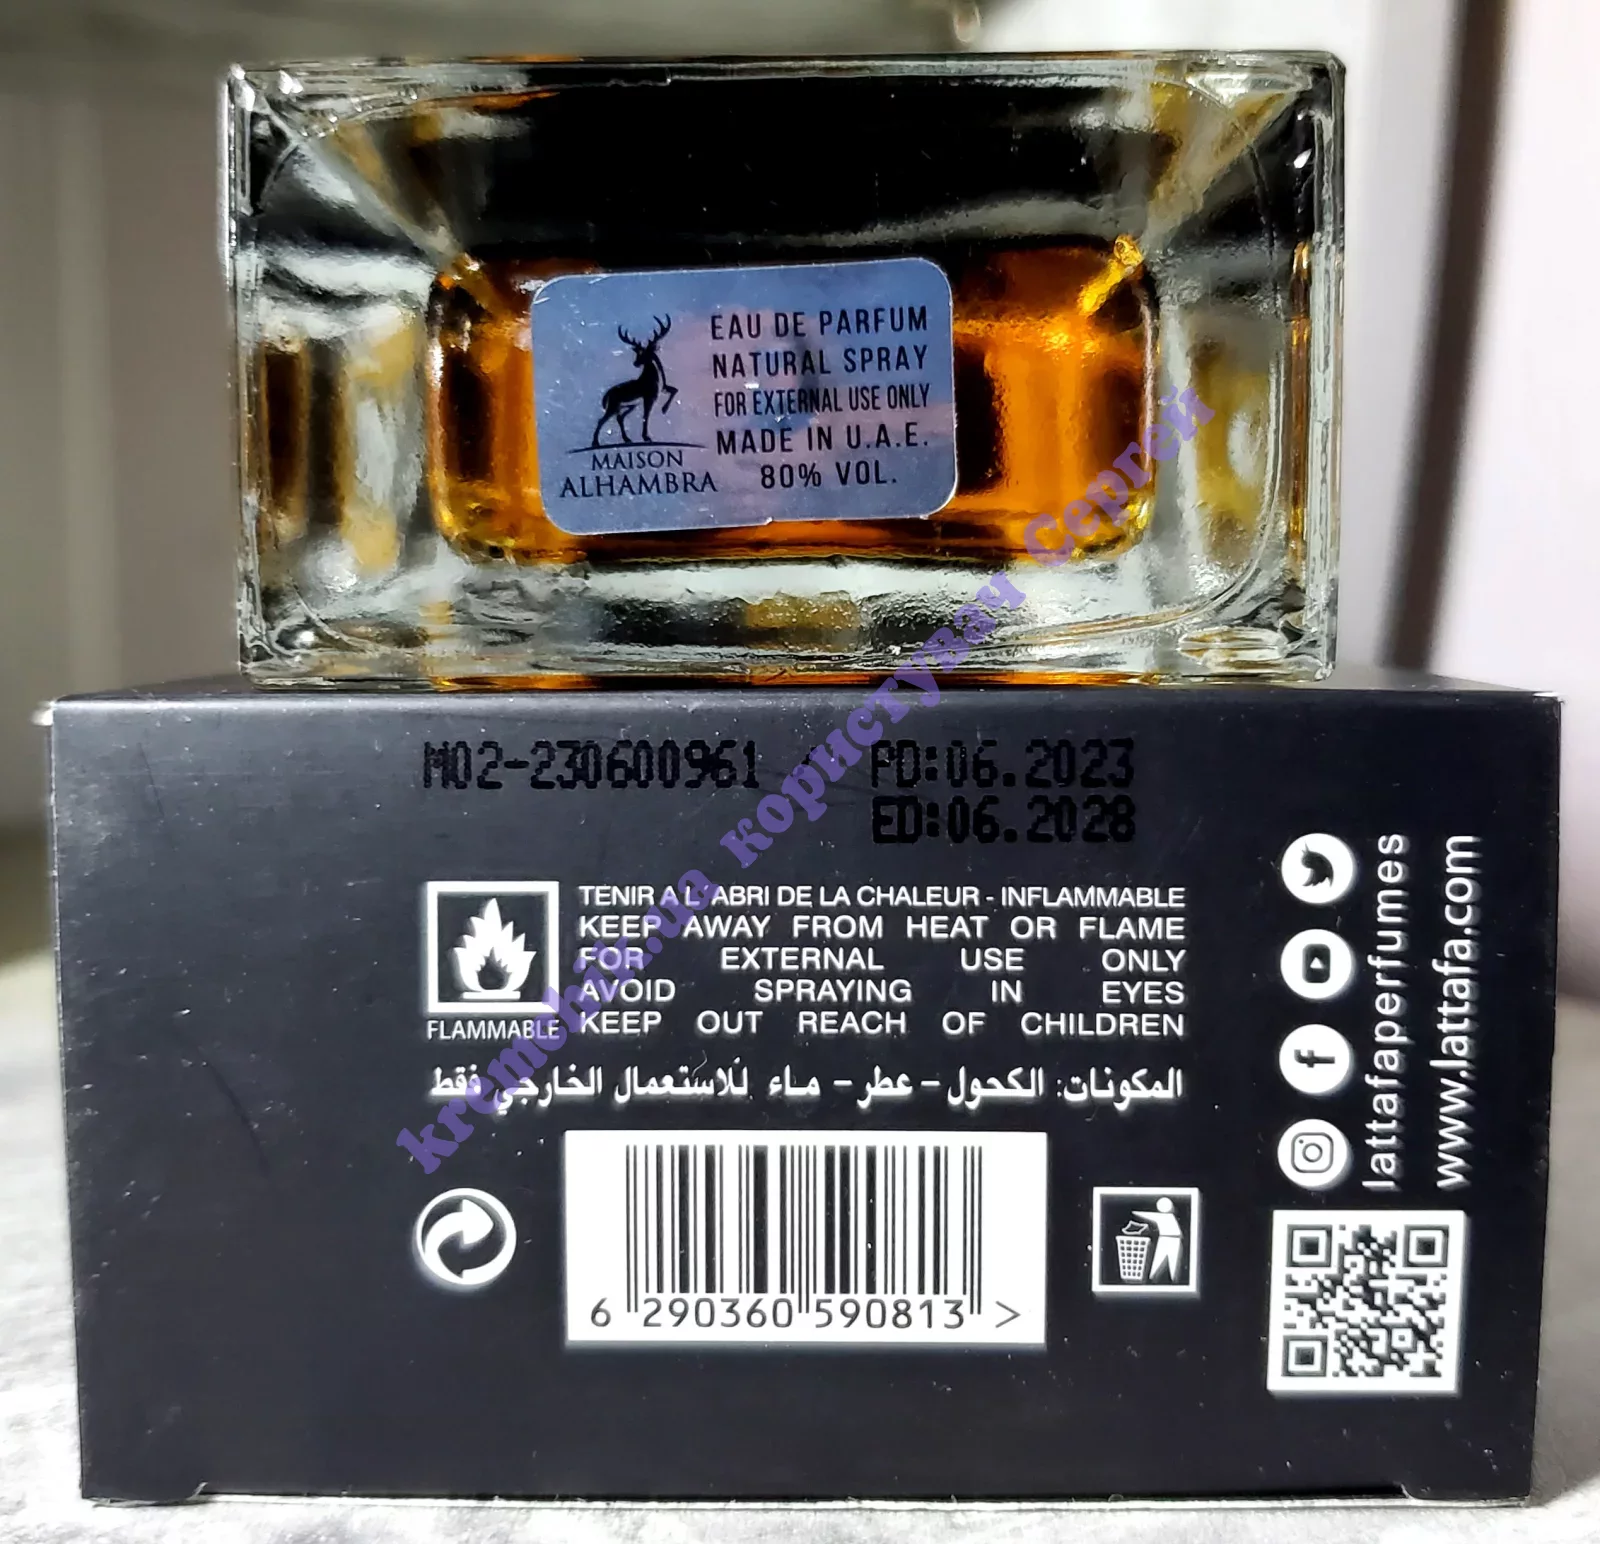 EAU DE PARFUM
NATURAL SPRAY
FOR EXTERNAL USE ONLY
MADE IN U.A.E.
80% VOL.
MAISON
ALHAMBRA
M02-230600961 / PD:06.2023
ED:06.2028
TENIR A L'ABRI DE LA CHALEUR - INFLAMMABLE
KEEP AWAY FROM HEAT OR FLAME
FOR EXTERNAL USE ONLY
AVOID SPRAYING IN EYES
KEEP OUT REACH OF CHILDREN
FLAMMABLE
المكونات: الكحول - عطر - ماء للاستعمال الخارجي فقط
6 290360 590813 >
lattafaperfumes
www.lattafa.com
kremchik.ua користувач Сергей